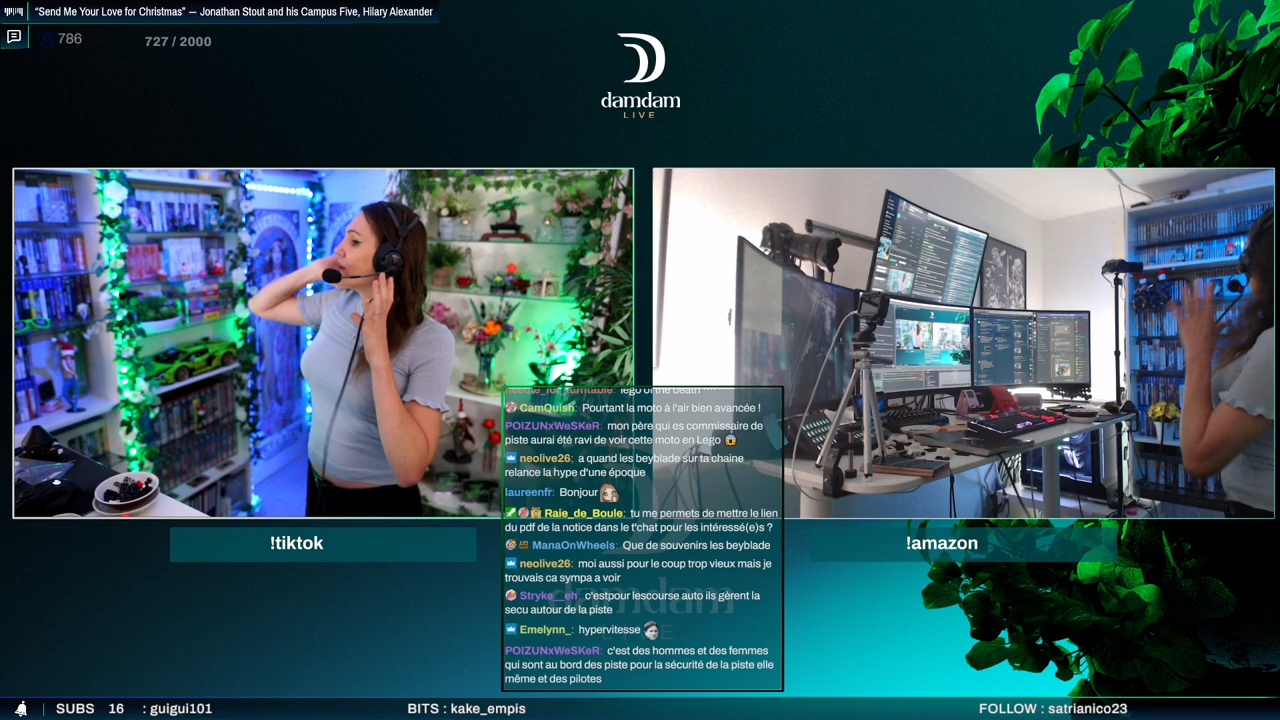 “Send Me Your Love for Christmas” — Jonathan Stout and his Campus Five, Hilary Alexander
786
727 / 2000
damdam
LIVE
needle_for_turntable: lego of the death
CamQuish: Pourtant la moto à l'air bien avancée !
POIZUNxWeSKeR: mon père qui es commissaire de
piste aurai été ravi de voir cette moto en Lego
neolive26: a quand les beyblade sur ta chaine
relance la hype d'une époque
laureenfr: Bonjour
Raie_de_Boule: tu me permets de mettre le lien
du pdf de la notice dans le t'chat pour les intéressé(e)s ?
ManaOnWheels: Que de souvenirs les beyblade
neolive26: moi aussi pour le coup trop vieux mais je
trouvais ca sympa a voir
Stryke__eh_: c'estpour lescourse auto ils gèrent la
secu autour de la piste
Emelynn_: hypervitesse
POIZUNxWeSKeR: c'est des hommes et des femmes
qui sont au bord des piste pour la sécurité de la piste elle
même et des pilotes
damdam
!tiktok
!amazon
SUBS 16 : guigui101
BITS : kake_empis
FOLLOW : satrianico23